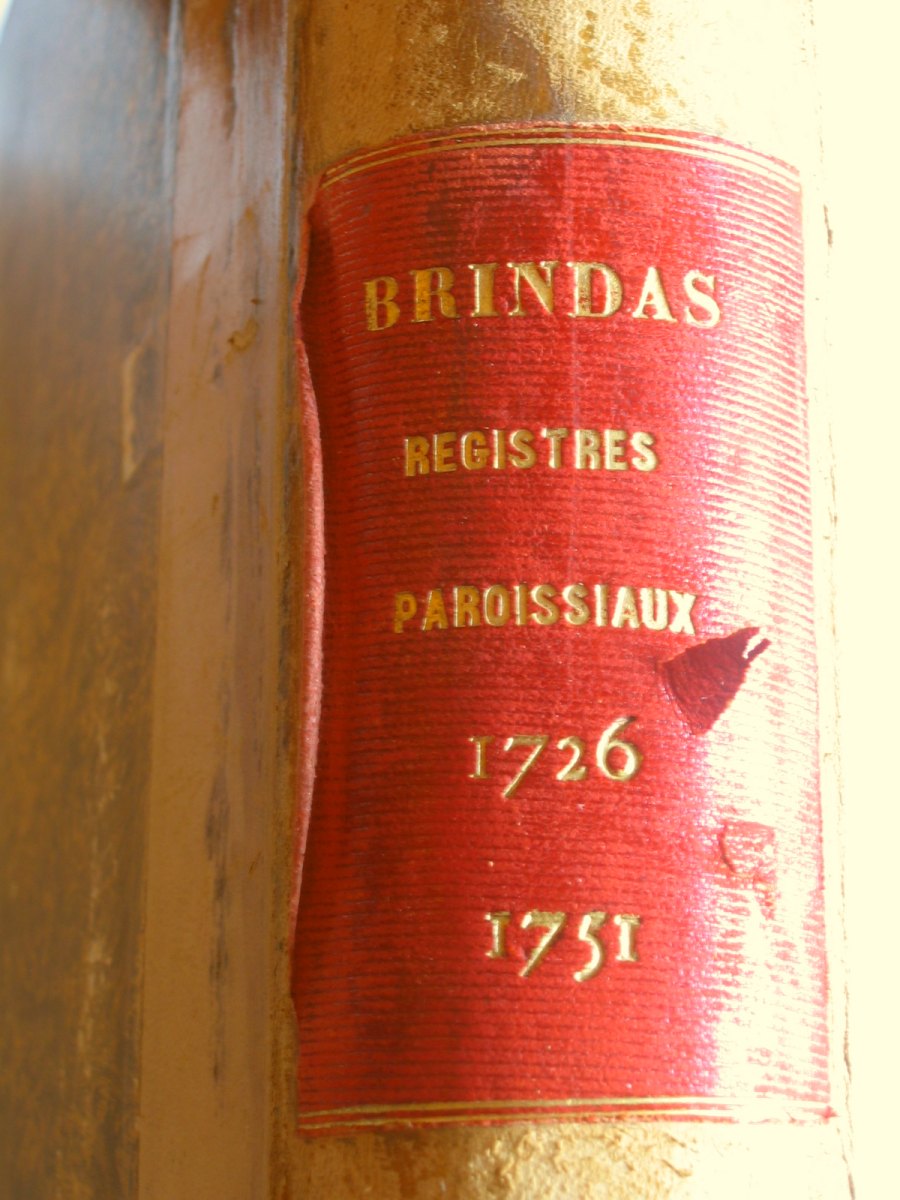 BRINDAS
REGISTRES
PAROISSIAUX
1726
1751